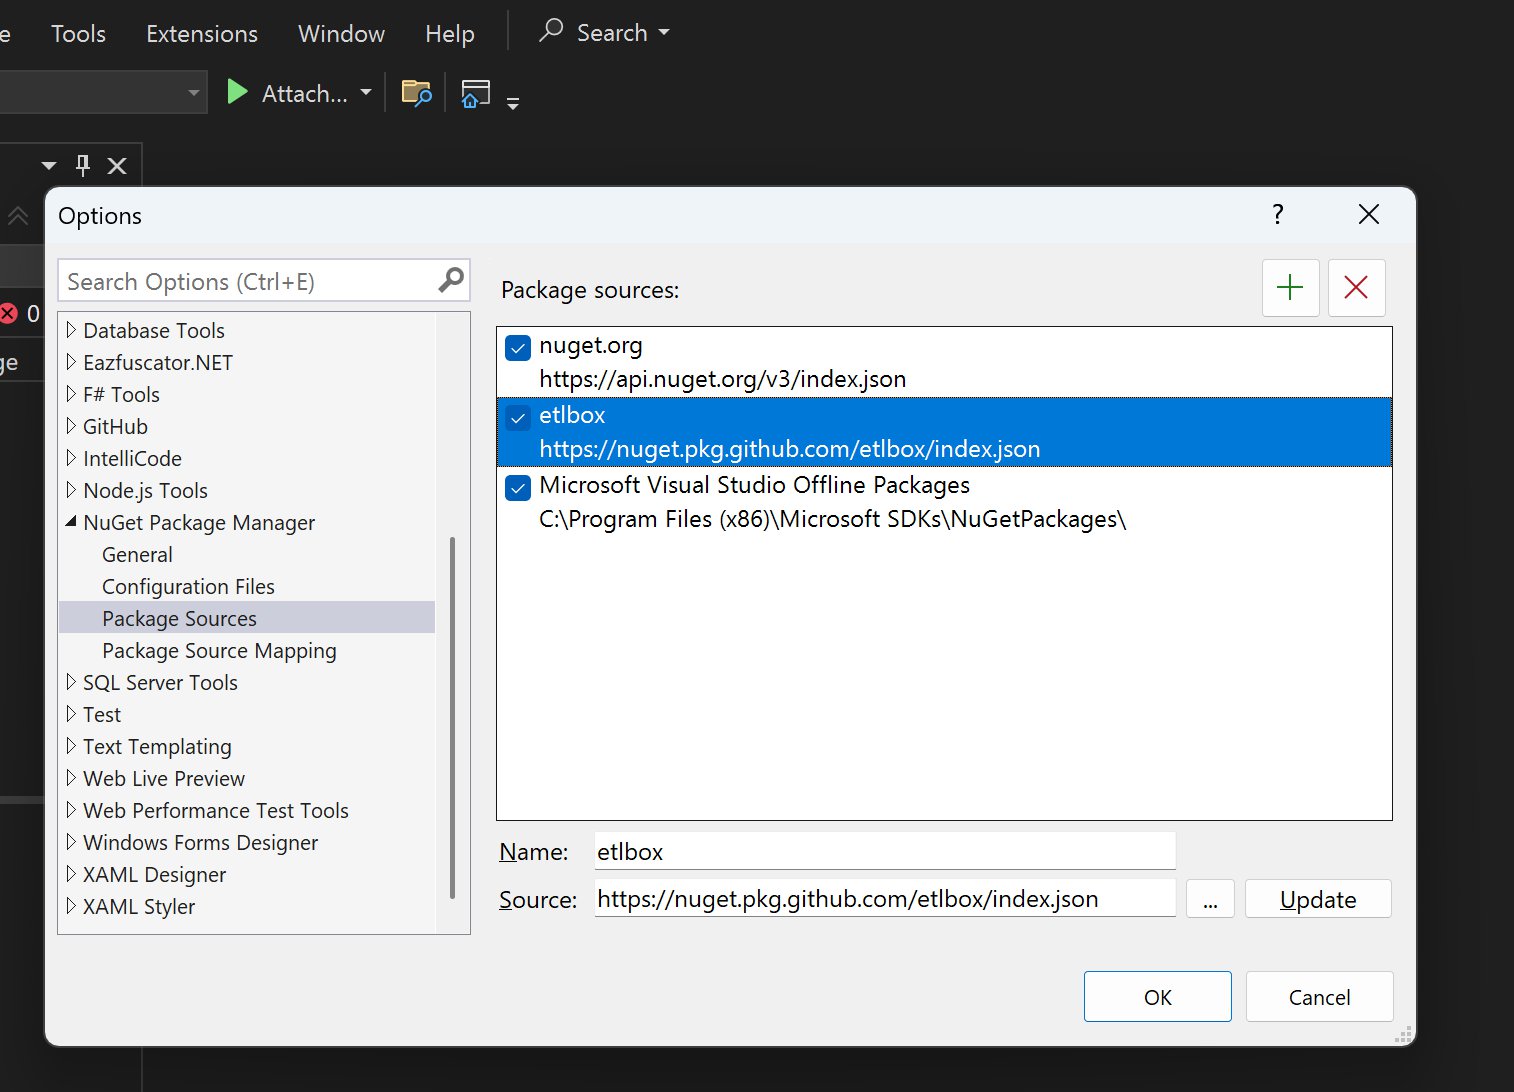 e Tools Extensions Window Help Search
Attach...
Options ?
Search Options (Ctrl+E)
0
ge
Database Tools
Eazfuscator.NET
F# Tools
GitHub
IntelliCode
Node.js Tools
NuGet Package Manager
General
Configuration Files
Package Sources
Package Source Mapping
SQL Server Tools
Test
Text Templating
Web Live Preview
Web Performance Test Tools
Windows Forms Designer
XAML Designer
XAML Styler
Package sources:
nuget.org
https://api.nuget.org/v3/index.json
etlbox
https://nuget.pkg.github.com/etlbox/index.json
Microsoft Visual Studio Offline Packages
C:\Program Files (x86)\Microsoft SDKs\NuGetPackages\
Name: etlbox
Source: https://nuget.pkg.github.com/etlbox/index.json ... Update
OK Cancel